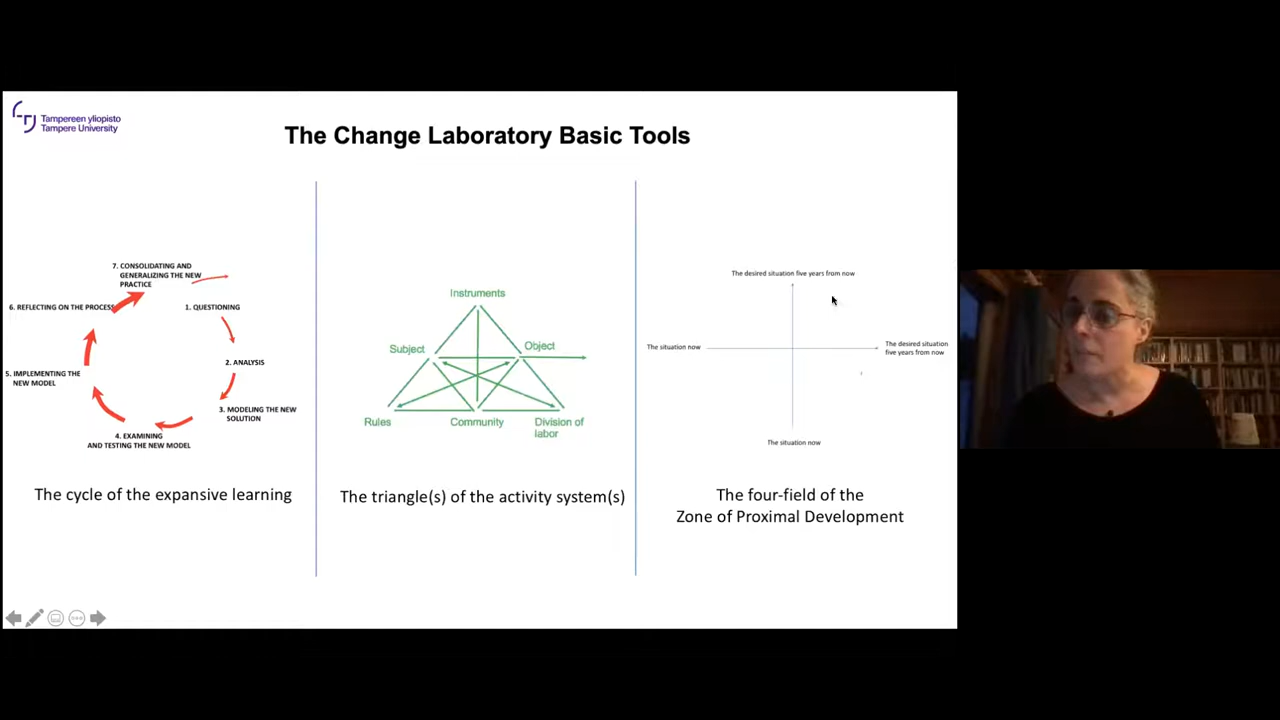 Tampereen yliopisto
Tampere University
The Change Laboratory Basic Tools
7. CONSOLIDATING AND
GENERALIZING THE NEW
PRACTICE
6. REFLECTING ON THE PROCESS
1. QUESTIONING
2. ANALYSIS
5. IMPLEMENTING THE
NEW MODEL
3. MODELING THE NEW
SOLUTION
4. EXAMINING
AND TESTING THE NEW MODEL
The cycle of the expansive learning
Instruments
Subject
Object
Rules
Community
Division of
labor
The triangle(s) of the activity system(s)
The desired situation five years from now
The situation now
The desired situation
five years from now
The situation now
The four-field of the
Zone of Proximal Development